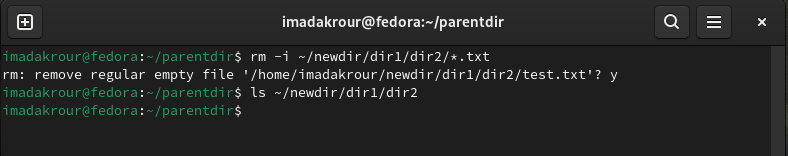 imadakrour@fedora:~/parentdir
imadakrour@fedora:~/parentdir$ rm -i ~/newdir/dir1/dir2/*.txt
rm: remove regular empty file '/home/imadakrour/newdir/dir1/dir2/test.txt'? y
imadakrour@fedora:~/parentdir$ ls ~/newdir/dir1/dir2
imadakrour@fedora:~/parentdir$